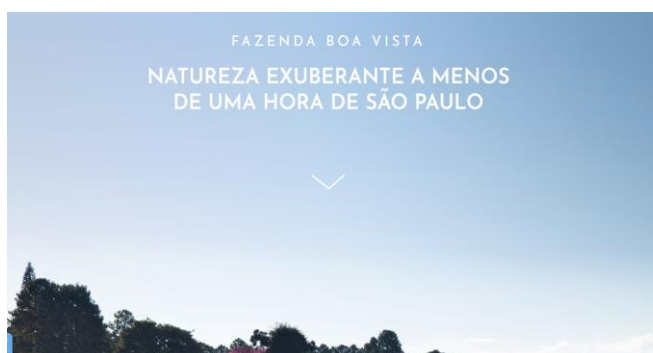 FAZENDA BOA VISTA
NATUREZA EXUBERANTE A MENOS
DE UMA HORA DE SÃO PAULO